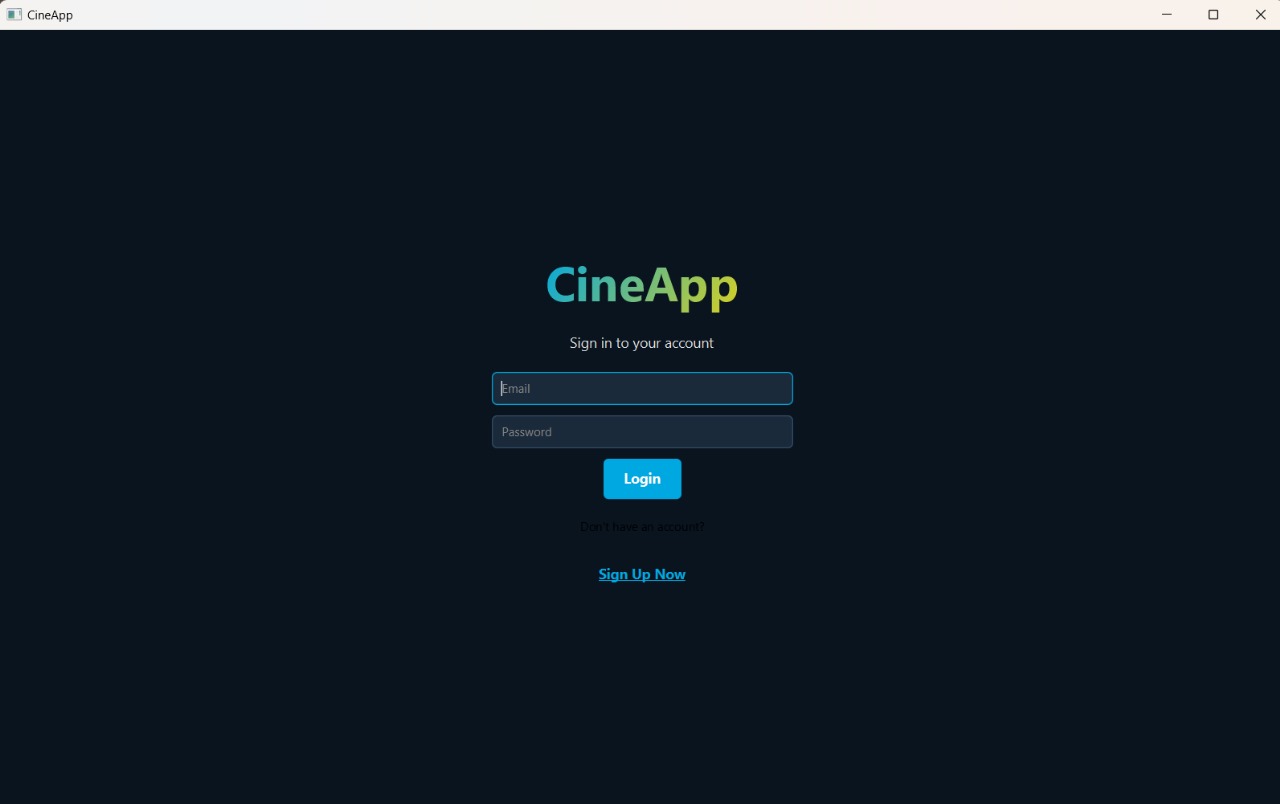 CineApp
CineApp
Sign in to your account
Email
Password
Login
Don't have an account?
Sign Up Now